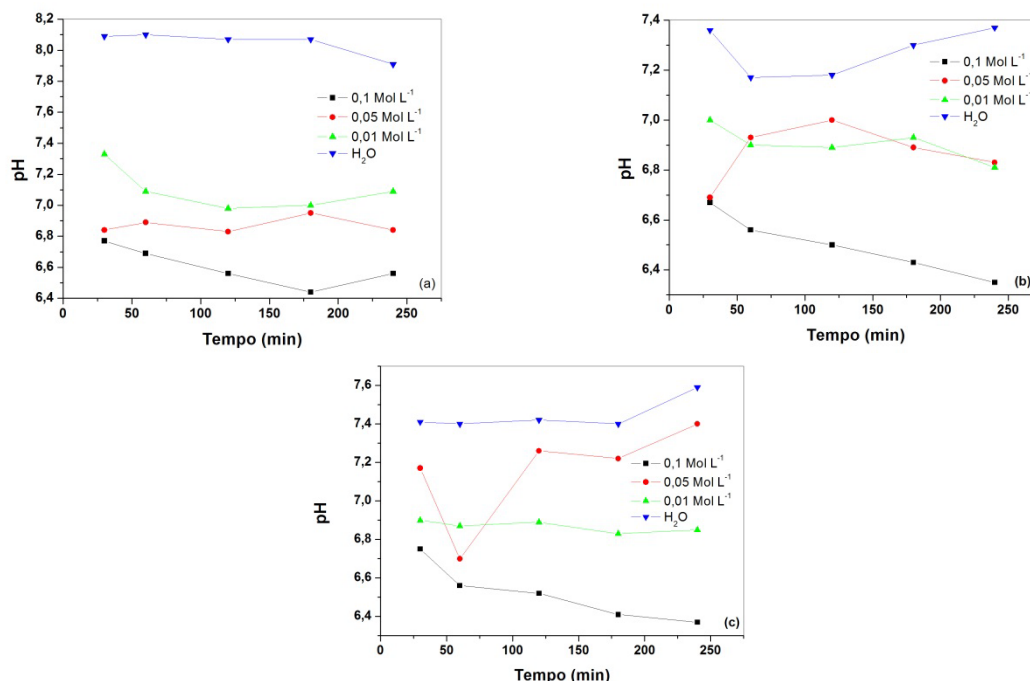 8,2
8,0
7,8
7,6
7,4
7,2
7,0
6,8
6,6
6,4
pH
0,1 Mol L⁻¹
0,05 Mol L⁻¹
0,01 Mol L⁻¹
H₂O
(a)
0 50 100 150 200 250
Tempo (min)
7,4
7,2
7,0
6,8
6,6
6,4
pH
0,1 Mol L⁻¹
0,05 Mol L⁻¹
0,01 Mol L⁻¹
H₂O
(b)
0 50 100 150 200 250
Tempo (min)
7,6
7,4
7,2
7,0
6,8
6,6
6,4
pH
0,1 Mol L⁻¹
0,05 Mol L⁻¹
0,01 Mol L⁻¹
H₂O
(c)
0 50 100 150 200 250
Tempo (min)